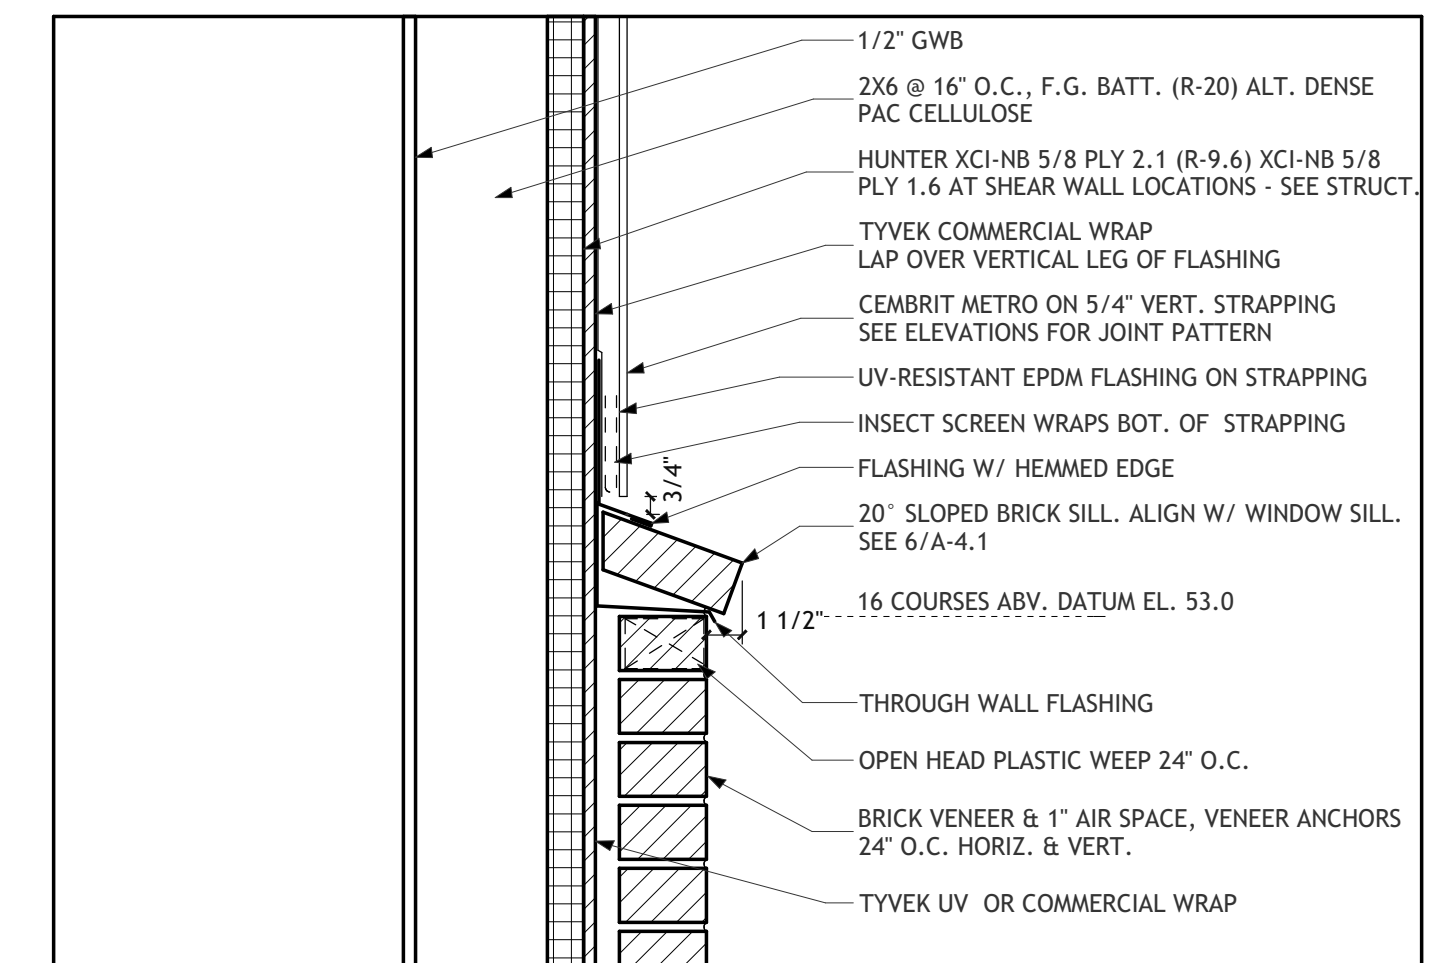 1/2" GWB
2X6 @ 16" O.C., F.G. BATT. (R-20) ALT. DENSE
PAC CELLULOSE
HUNTER XCI-NB 5/8 PLY 2.1 (R-9.6) XCI-NB 5/8
PLY 1.6 AT SHEAR WALL LOCATIONS - SEE STRUCT.
TYVEK COMMERCIAL WRAP
LAP OVER VERTICAL LEG OF FLASHING
CEMBRIT METRO ON 5/4" VERT. STRAPPING
SEE ELEVATIONS FOR JOINT PATTERN
UV-RESISTANT EPDM FLASHING ON STRAPPING
INSECT SCREEN WRAPS BOT. OF STRAPPING
FLASHING W/ HEMMED EDGE
3/4"
20° SLOPED BRICK SILL. ALIGN W/ WINDOW SILL.
SEE 6/A-4.1
16 COURSES ABV. DATUM EL. 53.0
1 1/2"
THROUGH WALL FLASHING
OPEN HEAD PLASTIC WEEP 24" O.C.
BRICK VENEER & 1" AIR SPACE, VENEER ANCHORS
24" O.C. HORIZ. & VERT.
TYVEK UV OR COMMERCIAL WRAP